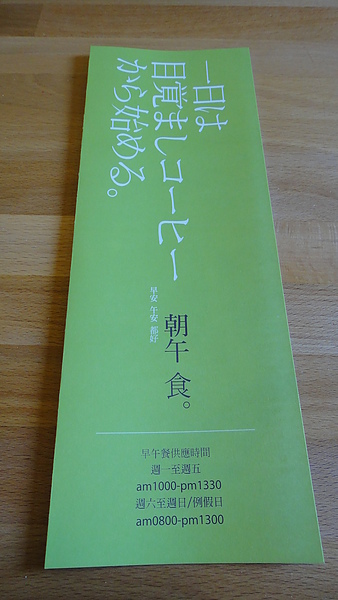 一日は
目覚ましコーヒー
から始める。
朝午 食。
早安 午安 都好
早午餐供應時間
週一至週五
am1000-pm1330
週六至週日/例假日
am0800-pm1300